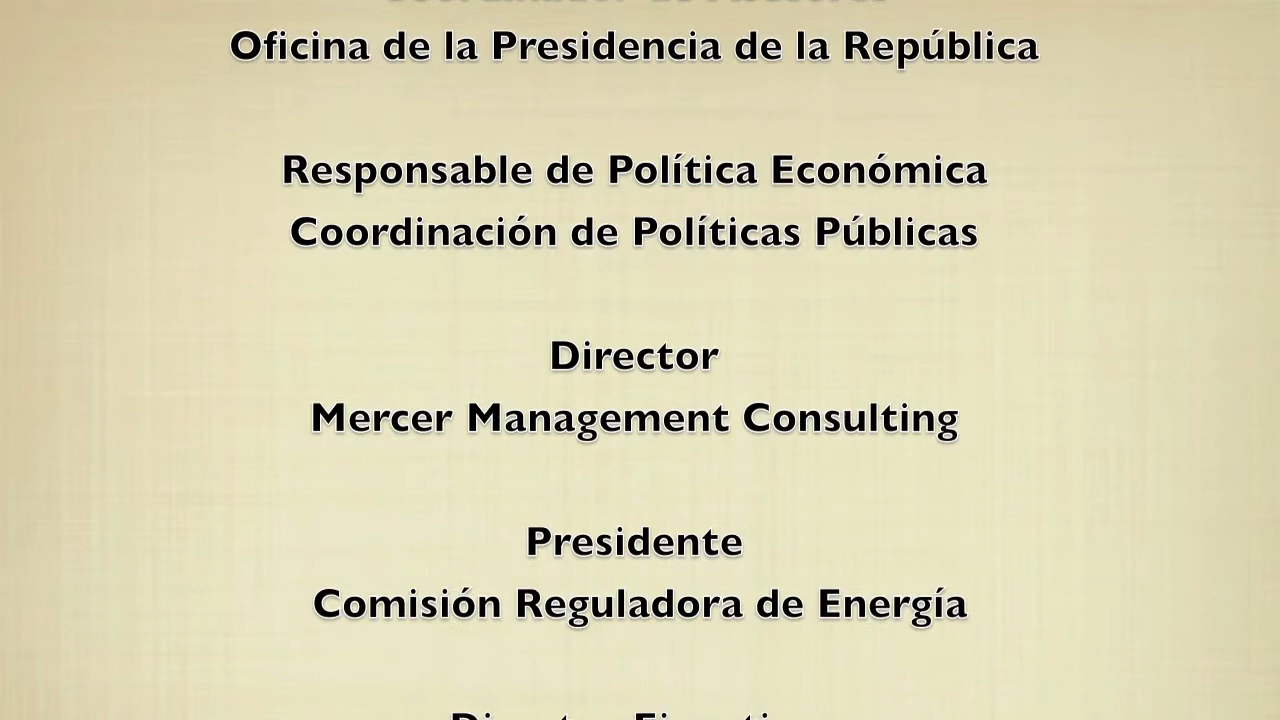 Oficina de la Presidencia de la República
Responsable de Política Económica
Coordinación de Políticas Públicas
Director
Mercer Management Consulting
Presidente
Comisión Reguladora de Energía